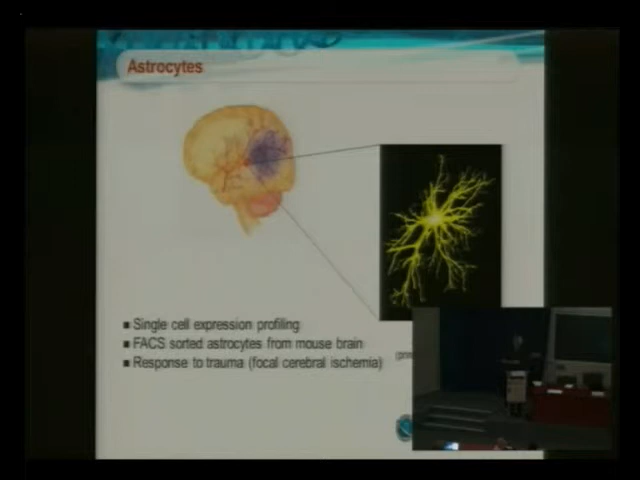 Astrocytes
■ Single cell expression profiling
■ FACS sorted astrocytes from mouse brain
■ Response to trauma (focal cerebral ischemia)